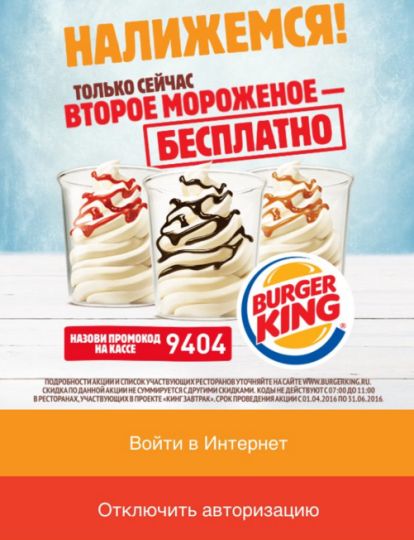 НАЛИЖЕМСЯ!
ТОЛЬКО СЕЙЧАС
ВТОРОЕ МОРОЖЕНОЕ —
БЕСПЛАТНО
BURGER
KING
®
НАЗОВИ ПРОМОКОД
НА КАССЕ
9404
ПОДРОБНОСТИ АКЦИИ И СПИСОК УЧАСТВУЮЩИХ РЕСТОРАНОВ УТОЧНЯЙТЕ НА САЙТЕ WWW.BURGERKING.RU.
СКИДКА ПО ДАННОЙ АКЦИИ НЕ СУММИРУЕТСЯ С ДРУГИМИ СКИДКАМИ. КОДЫ НЕ ДЕЙСТВУЮТ С 07:00 ДО 11:00
В РЕСТОРАНАХ, УЧАСТВУЮЩИХ В ПРОЕКТЕ «КИНГ ЗАВТРАК». СРОК ПРОВЕДЕНИЯ АКЦИИ С 01.04.2016 ПО 31.06.2016.
Войти в Интернет
Отключить авторизацию